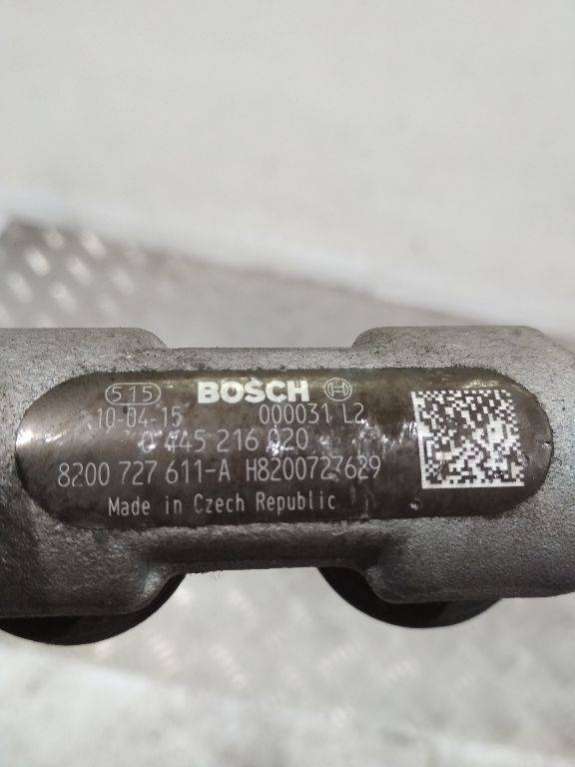 515 BOSCH
10-04-15 000031 L2
0 445 216 020
8200 727 611-A H8200727629
Made in Czech Republic